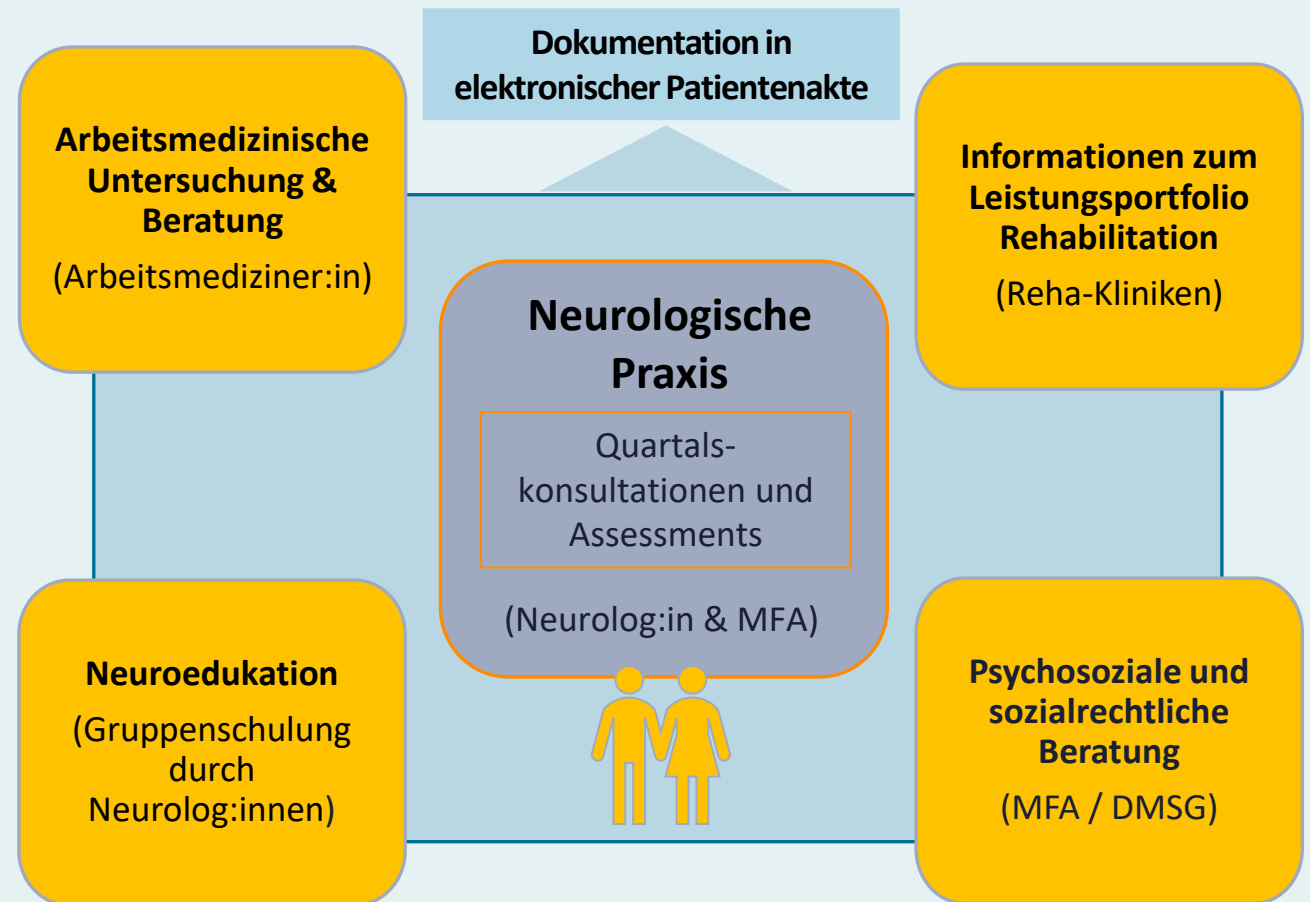 Dokumentation in
elektronischer Patientenakte
Arbeitsmedizinische
Untersuchung &
Beratung
(Arbeitsmediziner:in)
Informationen zum
Leistungsportfolio
Rehabilitation
(Reha-Kliniken)
Neurologische
Praxis
Quartals-
konsultationen und
Assessments
(Neurolog:in & MFA)
Neuroedukation
(Gruppenschulung
durch
Neurolog:innen)
Psychosoziale und
sozialrechtliche
Beratung
(MFA / DMSG)